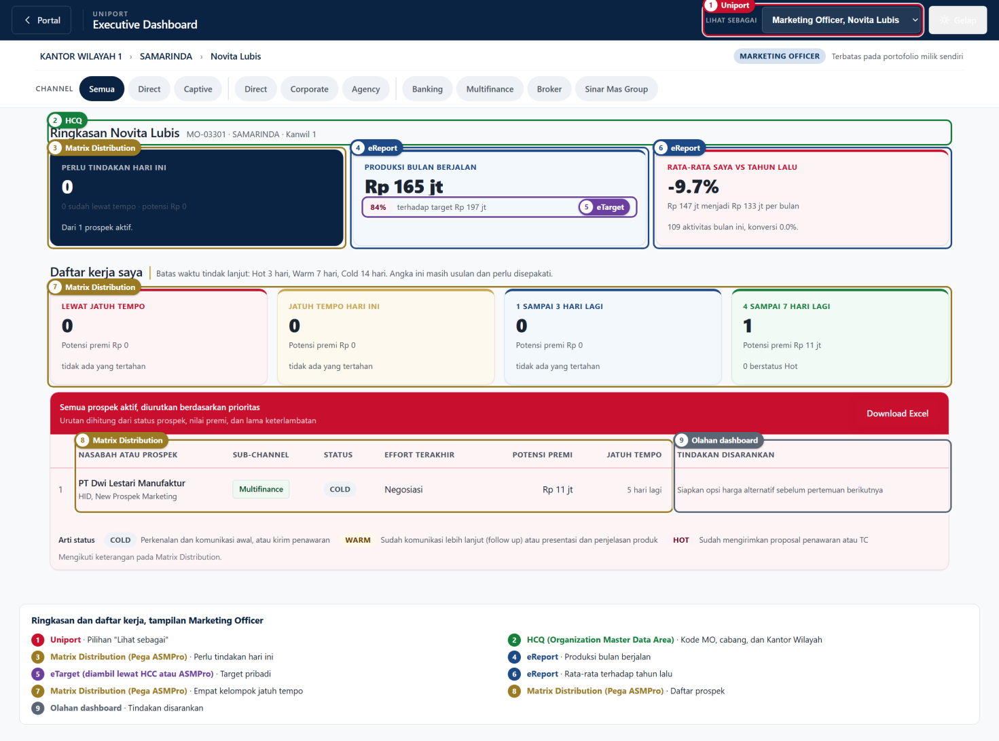 Portal
UNIPORT
Executive Dashboard
1 Uniport
LIHAT SEBAGAI
Marketing Officer, Novita Lubis
Gelap
KANTOR WILAYAH 1 › SAMARINDA › Novita Lubis
MARKETING OFFICER Terbatas pada portofolio milik sendiri
CHANNEL Semua Direct Captive Direct Corporate Agency Banking Multifinance Broker Sinar Mas Group
2 HCQ
Ringkasan Novita Lubis MO-03301 · SAMARINDA · Kanwil 1
3 Matrix Distribution
PERLU TINDAKAN HARI INI
0
0 sudah lewat tempo · potensi Rp 0
Dari 1 prospek aktif.
4 eReport
PRODUKSI BULAN BERJALAN
Rp 165 jt
84% terhadap target Rp 197 jt
5 eTarget
6 eReport
RATA-RATA SAYA VS TAHUN LALU
-9.7%
Rp 147 jt menjadi Rp 133 jt per bulan
109 aktivitas bulan ini, konversi 0.0%.
Daftar kerja saya Batas waktu tindak lanjut: Hot 3 hari, Warm 7 hari, Cold 14 hari. Angka ini masih usulan dan perlu disepakati.
7 Matrix Distribution
LEWAT JATUH TEMPO
0
Potensi premi Rp 0
tidak ada yang tertahan
JATUH TEMPO HARI INI
0
Potensi premi Rp 0
tidak ada yang tertahan
1 SAMPAI 3 HARI LAGI
0
Potensi premi Rp 0
tidak ada yang tertahan
4 SAMPAI 7 HARI LAGI
1
Potensi premi Rp 11 jt
0 berstatus Hot
Semua prospek aktif, diurutkan berdasarkan prioritas
Urutan dihitung dari status prospek, nilai premi, dan lama keterlambatan
Download Excel
8 Matrix Distribution
9 Olahan dashboard
NASABAH ATAU PROSPEK SUB-CHANNEL STATUS EFFORT TERAKHIR POTENSI PREMI JATUH TEMPO TINDAKAN DISARANKAN
1 PT Dwi Lestari Manufaktur Multifinance COLD Negosiasi Rp 11 jt 5 hari lagi Siapkan opsi harga alternatif sebelum pertemuan berikutnya
HID, New Prospek Marketing
Arti status COLD Perkenalan dan komunikasi awal, atau kirim penawaran WARM Sudah komunikasi lebih lanjut (follow up) atau presentasi dan penjelasan produk HOT Sudah mengirimkan proposal penawaran atau TC
Mengikuti keterangan pada Matrix Distribution.
Ringkasan dan daftar kerja, tampilan Marketing Officer
1 Uniport · Pilihan "Lihat sebagai"
2 HCQ (Organization Master Data Area) · Kode MO, cabang, dan Kantor Wilayah
3 Matrix Distribution (Pega ASMPro) · Perlu tindakan hari ini
4 eReport · Produksi bulan berjalan
5 eTarget (diambil lewat HCC atau ASMPro) · Target pribadi
6 eReport · Rata-rata terhadap tahun lalu
7 Matrix Distribution (Pega ASMPro) · Empat kelompok jatuh tempo
8 Matrix Distribution (Pega ASMPro) · Daftar prospek
9 Olahan dashboard · Tindakan disarankan